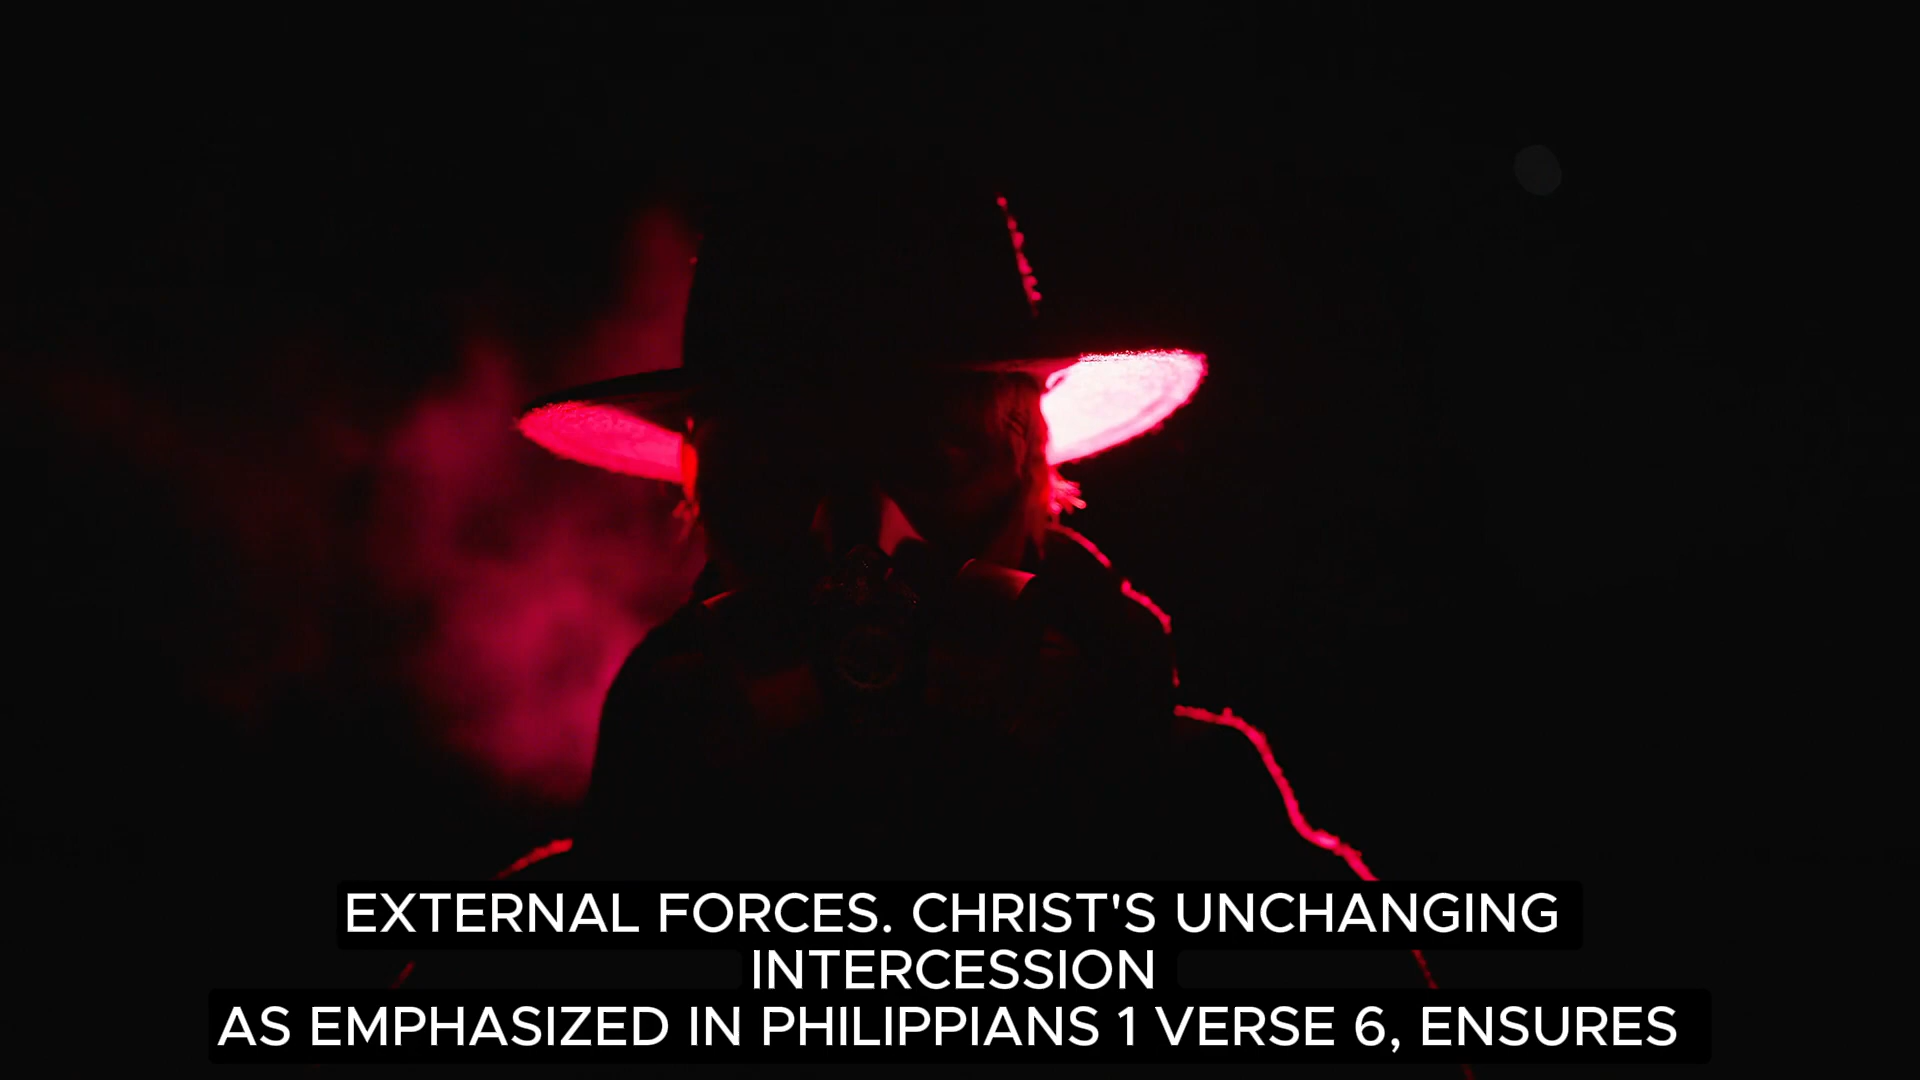 EXTERNAL FORCES. CHRIST'S UNCHANGING
INTERCESSION
AS EMPHASIZED IN PHILIPPIANS 1 VERSE 6, ENSURES